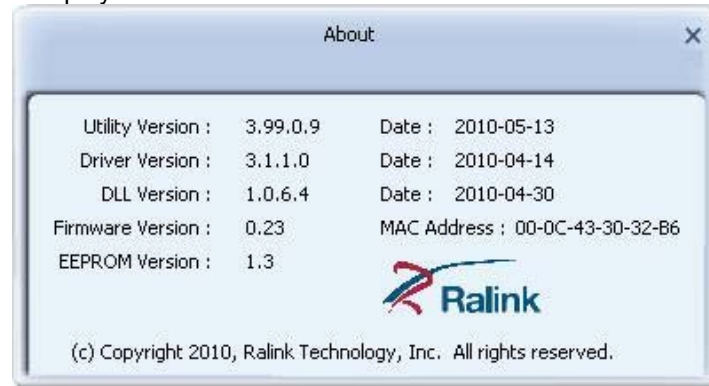 About
Utility Version : 3.99.0.9 Date : 2010-05-13
Driver Version : 3.1.1.0 Date : 2010-04-14
DLL Version : 1.0.6.4 Date : 2010-04-30
Firmware Version : 0.23 MAC Address : 00-0C-43-30-32-B6
EEPROM Version : 1.3
Ralink
(c) Copyright 2010, Ralink Technology, Inc. All rights reserved.